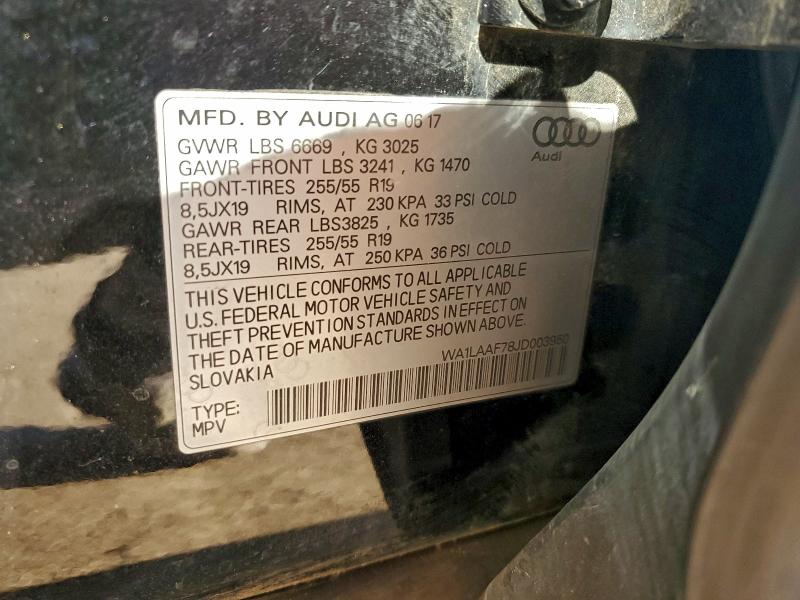 MFD. BY AUDI AG 06 17
GVWR LBS 6669 , KG 3025
GAWR FRONT LBS 3241 , KG 1470
FRONT-TIRES 255/55 R19
8,5JX19 RIMS, AT 230 KPA 33 PSI COLD
GAWR REAR LBS3825 , KG 1735
REAR-TIRES 255/55 R19
8,5JX19 RIMS, AT 250 KPA 36 PSI COLD
Audi
THIS VEHICLE CONFORMS TO ALL APPLICABLE
U.S. FEDERAL MOTOR VEHICLE SAFETY AND
THEFT PREVENTION STANDARDS IN EFFECT ON
THE DATE OF MANUFACTURE SHOWN ABOVE.
SLOVAKIA
WA1LAAF78JD003960
TYPE:
MPV